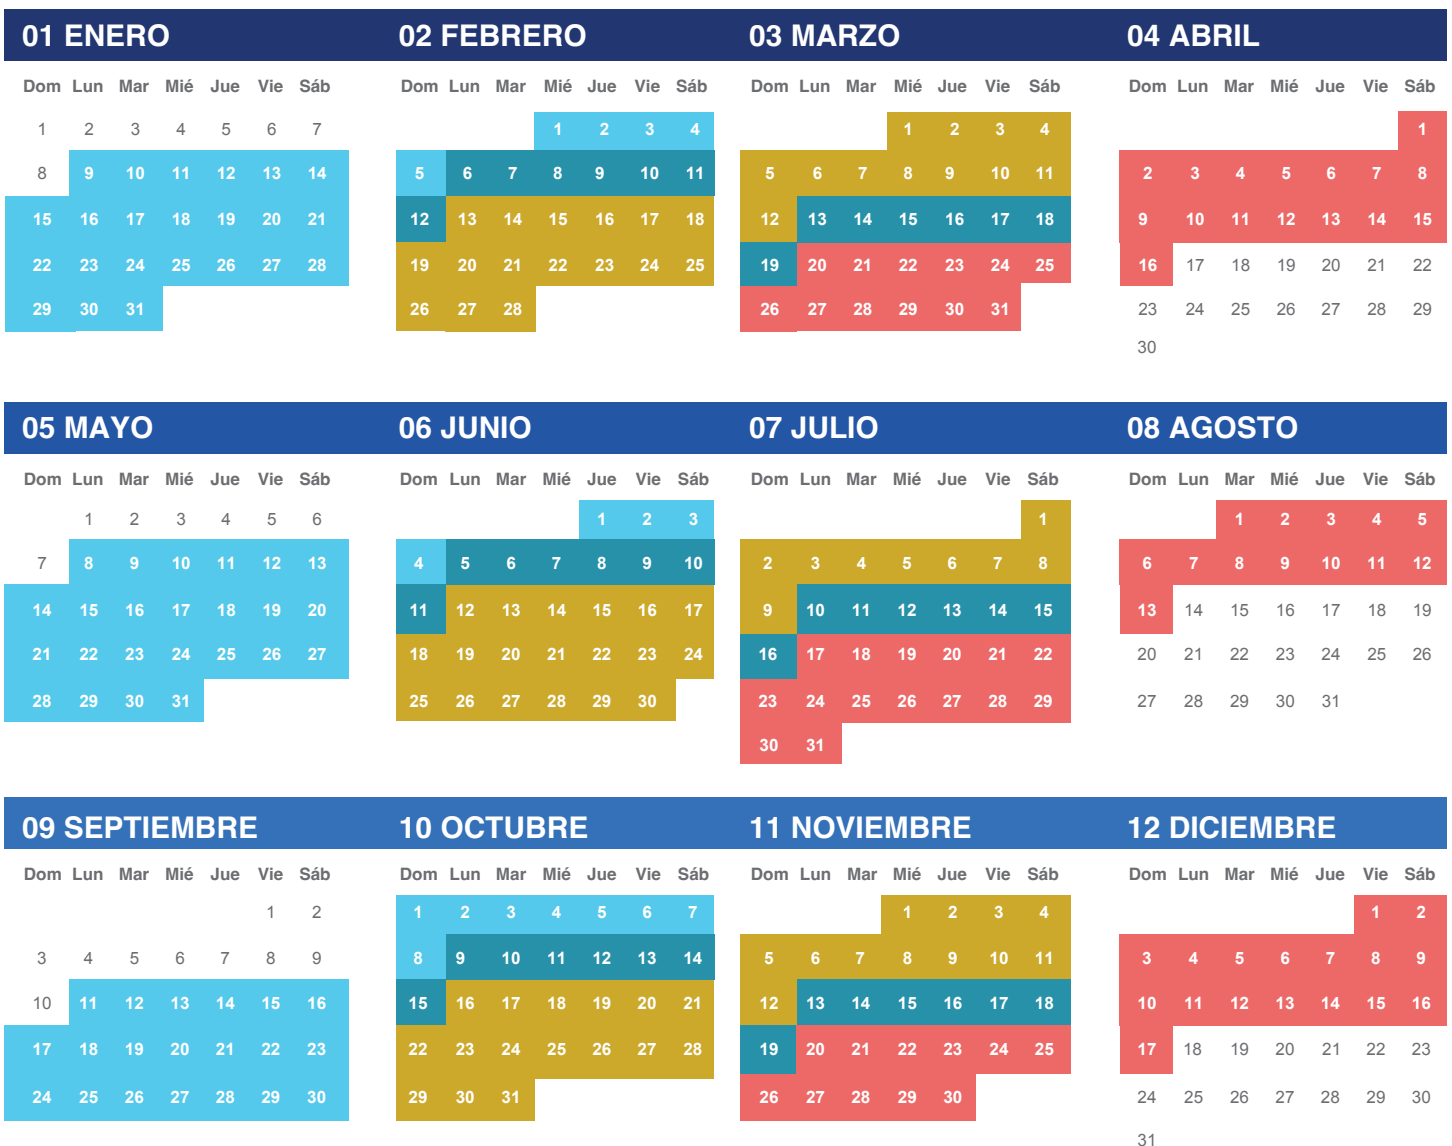 01 ENERO 02 FEBRERO 03 MARZO 04 ABRIL
Dom Lun Mar Mié Jue Vie Sáb Dom Lun Mar Mié Jue Vie Sáb Dom Lun Mar Mié Jue Vie Sáb Dom Lun Mar Mié Jue Vie Sáb
1 2 3 4 5 6 7 1 2 3 4 1 2 3 4 1
8 9 10 11 12 13 14 5 6 7 8 9 10 11 5 6 7 8 9 10 11 2 3 4 5 6 7 8
15 16 17 18 19 20 21 12 13 14 15 16 17 18 12 13 14 15 16 17 18 9 10 11 12 13 14 15
22 23 24 25 26 27 28 19 20 21 22 23 24 25 19 20 21 22 23 24 25 16 17 18 19 20 21 22
29 30 31 26 27 28 26 27 28 29 30 31 23 24 25 26 27 28 29
30
05 MAYO 06 JUNIO 07 JULIO 08 AGOSTO
Dom Lun Mar Mié Jue Vie Sáb Dom Lun Mar Mié Jue Vie Sáb Dom Lun Mar Mié Jue Vie Sáb Dom Lun Mar Mié Jue Vie Sáb
1 2 3 4 5 6 1 2 3 1 1 2 3 4 5
7 8 9 10 11 12 13 4 5 6 7 8 9 10 2 3 4 5 6 7 8 6 7 8 9 10 11 12
14 15 16 17 18 19 20 11 12 13 14 15 16 17 9 10 11 12 13 14 15 13 14 15 16 17 18 19
21 22 23 24 25 26 27 18 19 20 21 22 23 24 16 17 18 19 20 21 22 20 21 22 23 24 25 26
28 29 30 31 25 26 27 28 29 30 23 24 25 26 27 28 29 27 28 29 30 31
30 31
09 SEPTIEMBRE 10 OCTUBRE 11 NOVIEMBRE 12 DICIEMBRE
Dom Lun Mar Mié Jue Vie Sáb Dom Lun Mar Mié Jue Vie Sáb Dom Lun Mar Mié Jue Vie Sáb Dom Lun Mar Mié Jue Vie Sáb
1 2 1 2 3 4 5 6 7 1 2 3 4 1 2
3 4 5 6 7 8 9 8 9 10 11 12 13 14 5 6 7 8 9 10 11 3 4 5 6 7 8 9
10 11 12 13 14 15 16 15 16 17 18 19 20 21 12 13 14 15 16 17 18 10 11 12 13 14 15 16
17 18 19 20 21 22 23 22 23 24 25 26 27 28 19 20 21 22 23 24 25 17 18 19 20 21 22 23
24 25 26 27 28 29 30 29 30 31 26 27 28 29 30 24 25 26 27 28 29 30
31